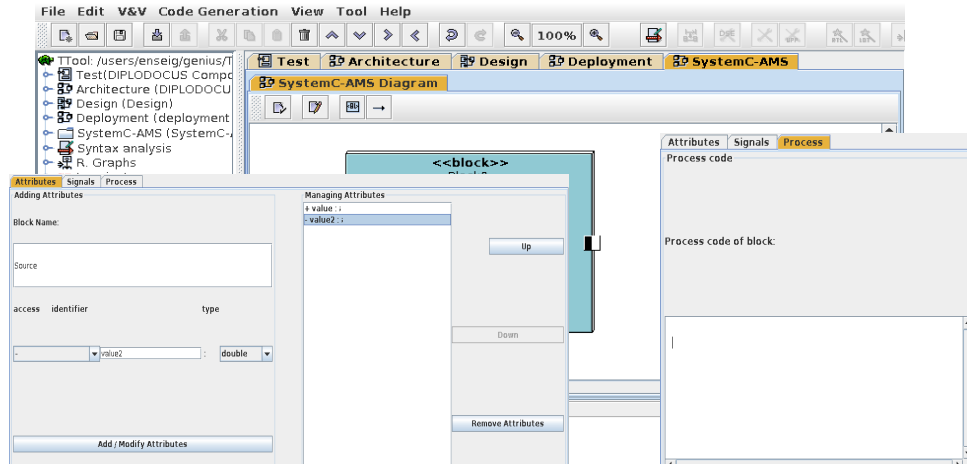 File Edit V&V Code Generation View Tool Help
100%
TTool: /users/enseig/genius/T
Test(DIPLODOCUS Compo
Architecture (DIPLODOCU
Design (Design)
Deployment (deployment
SystemC-AMS (SystemC-
Syntax analysis
R. Graphs
Test Architecture Design Deployment SystemC-AMS
SystemC-AMS Diagram
<<block>>
Attributes Signals Process
Adding Attributes
Block Name:
Source
access identifier type
- value2 : double
Add / Modify Attributes
Managing Attributes
+ value :
- value2 :
Up
Down
Remove Attributes
Attributes Signals Process
Process code
Process code of block: